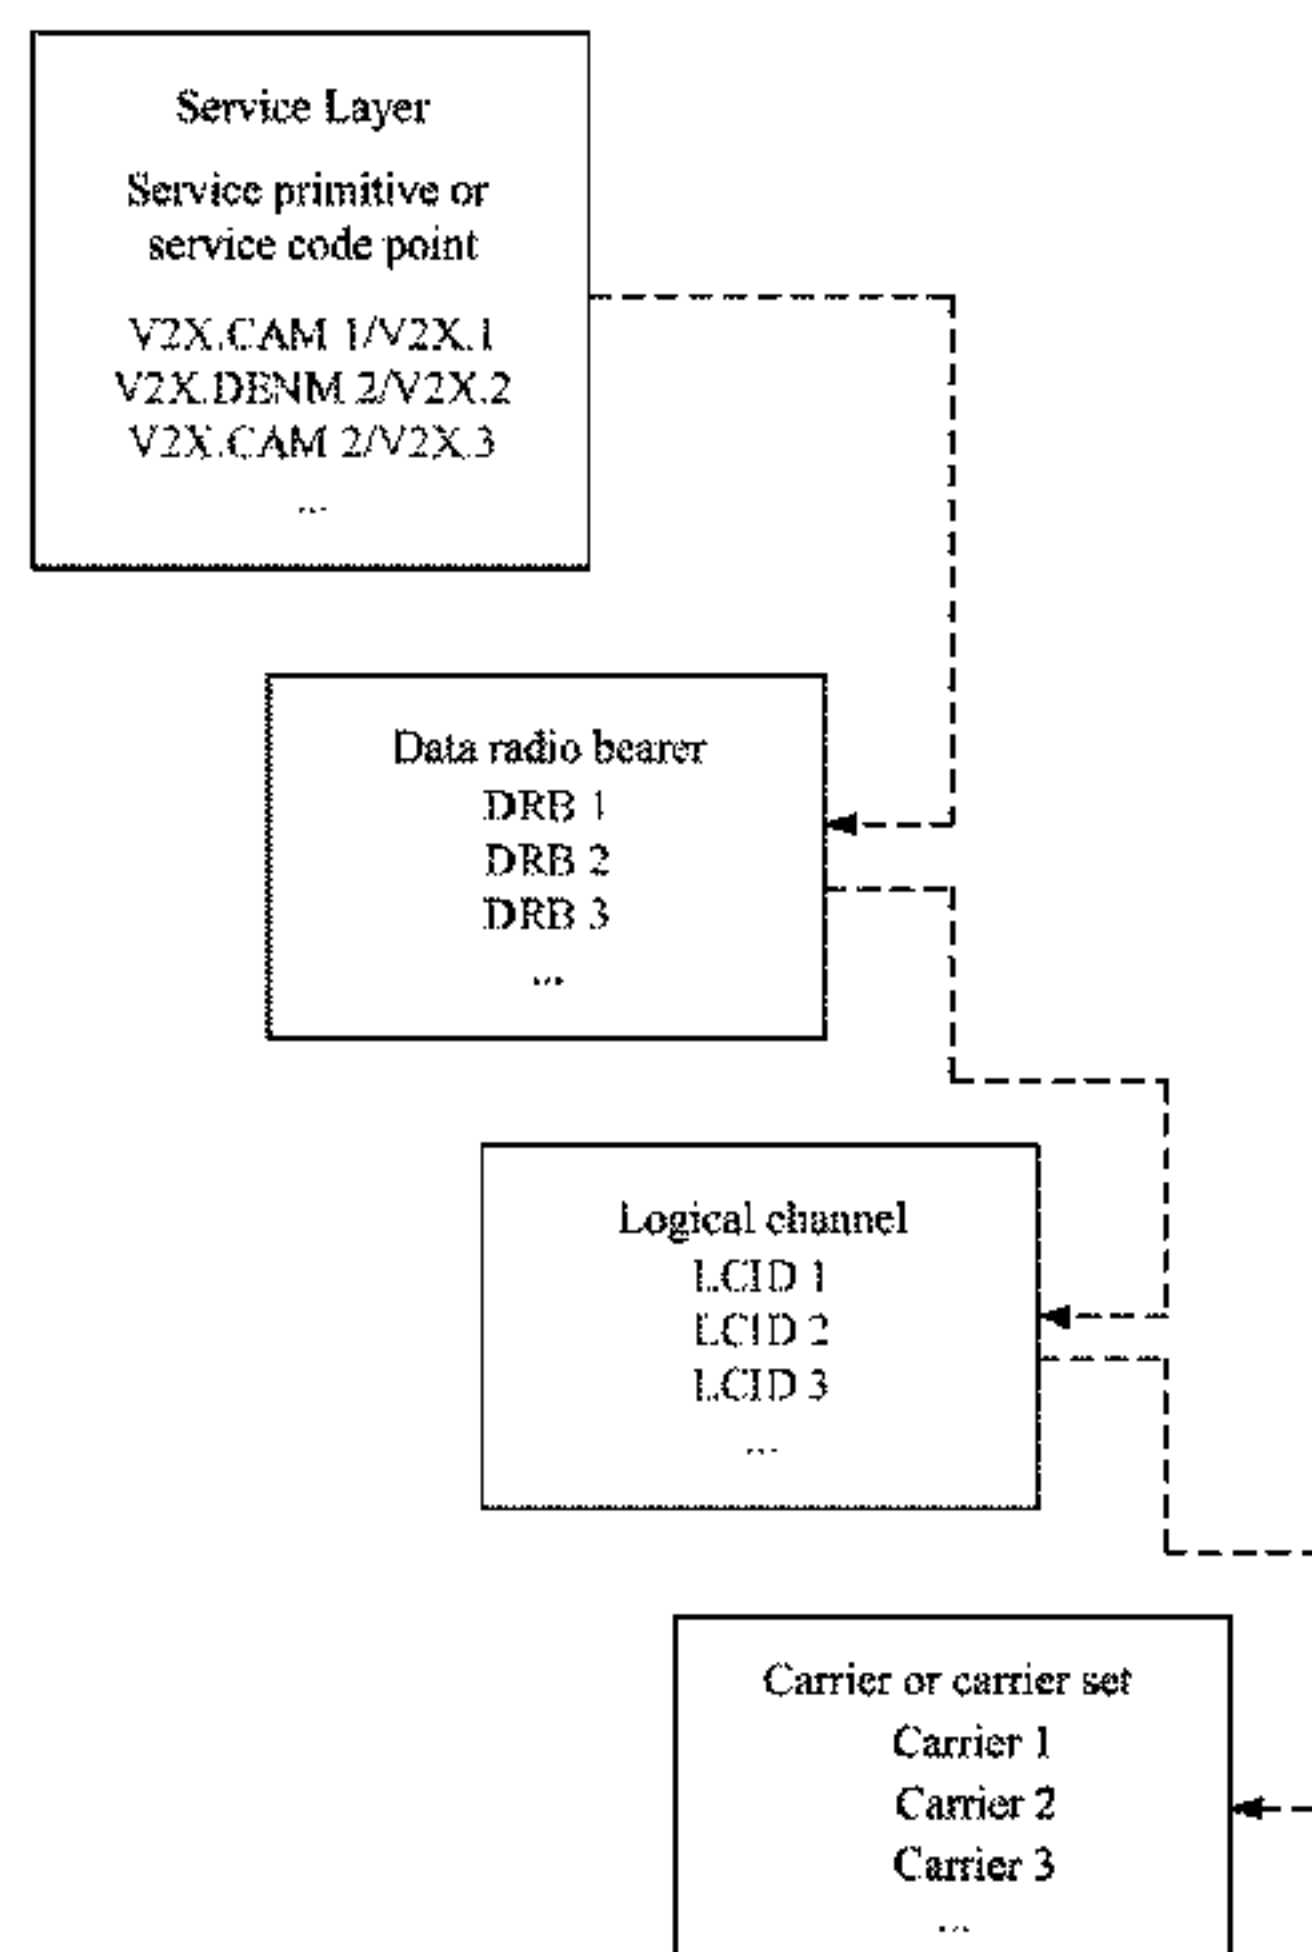 Service Layer
Service primitive or
service code point
V2X.CAM 1/V2X.1
V2X.DENM 2/V2X.2
V2X.CAM 2/V2X.3
...
Data radio bearer
DRB 1
DRB 2
DRB 3
...
Logical channel
LCID 1
LCID 2
LCID 3
...
Carrier or carrier set
Carrier 1
Carrier 2
Carrier 3
...